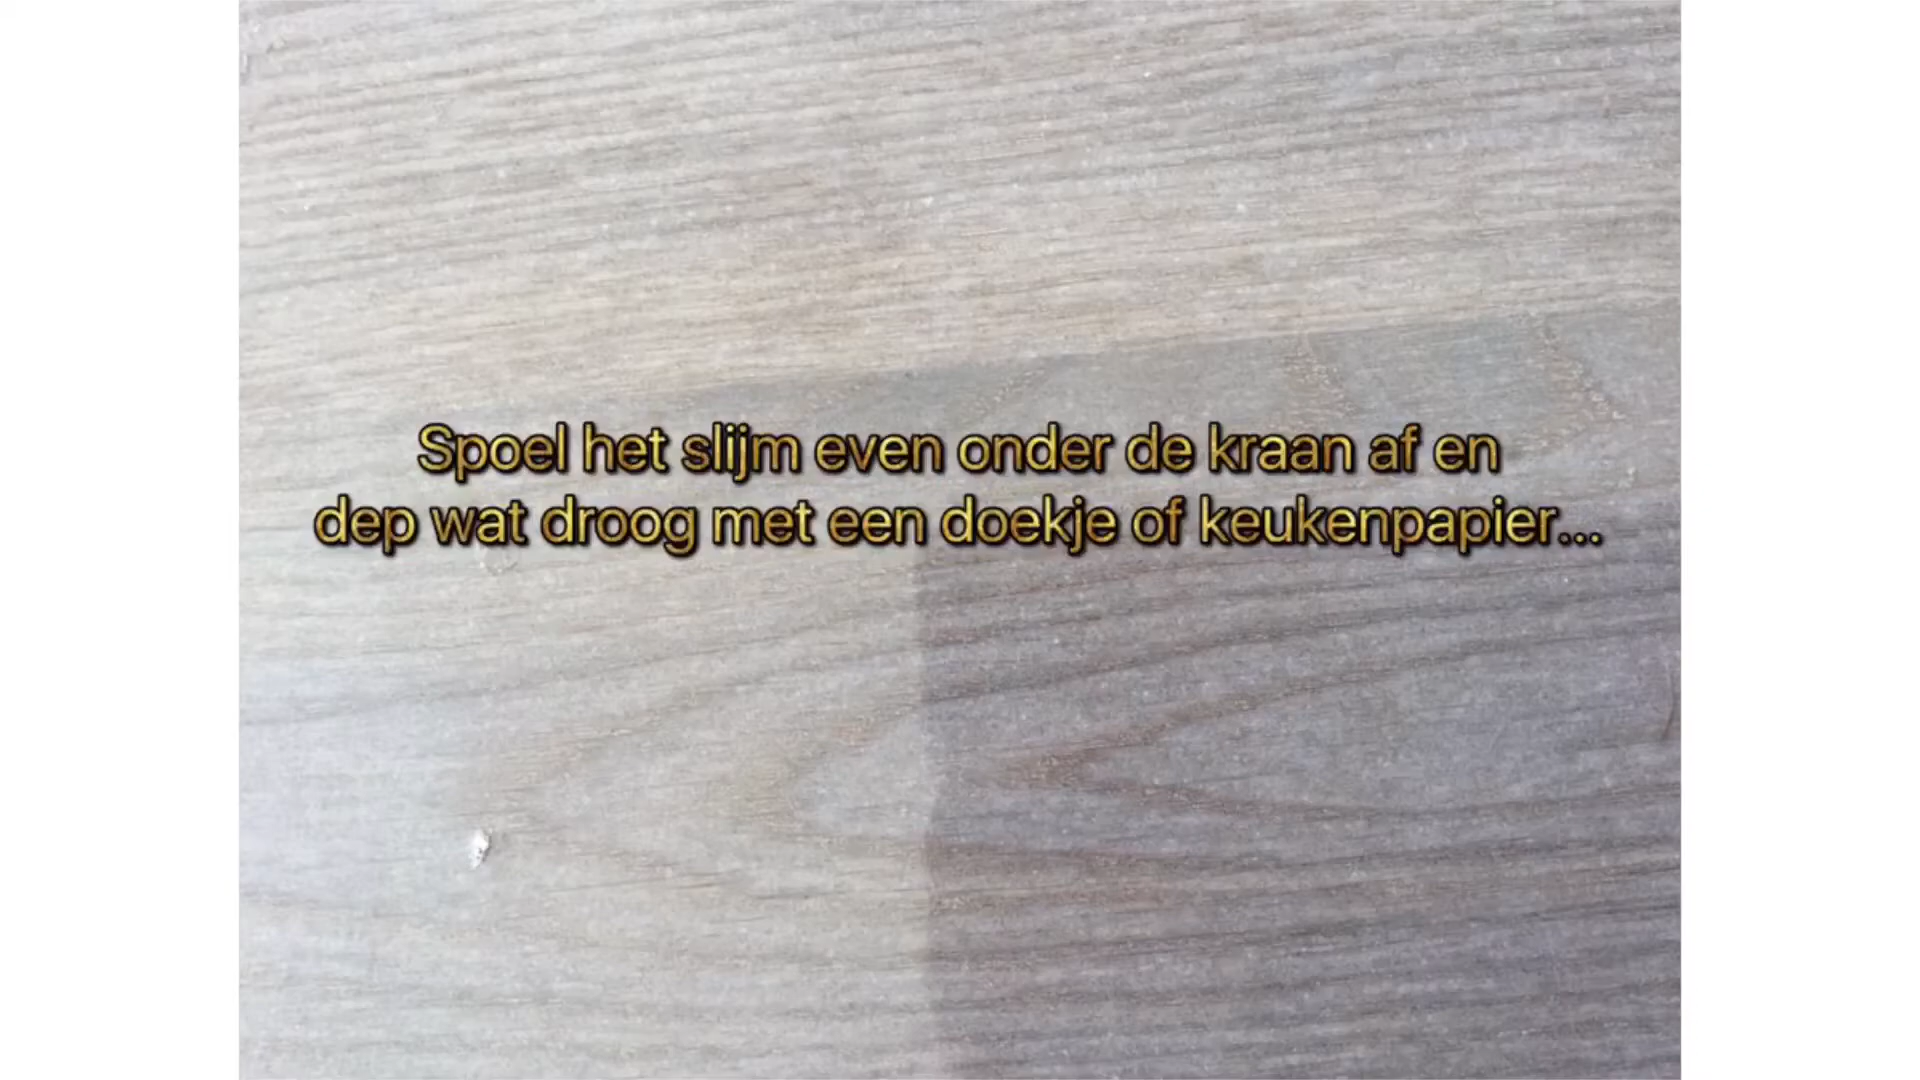 Spoel het slijm even onder de kraan af en
dep wat droog met een doekje of keukenpapier...